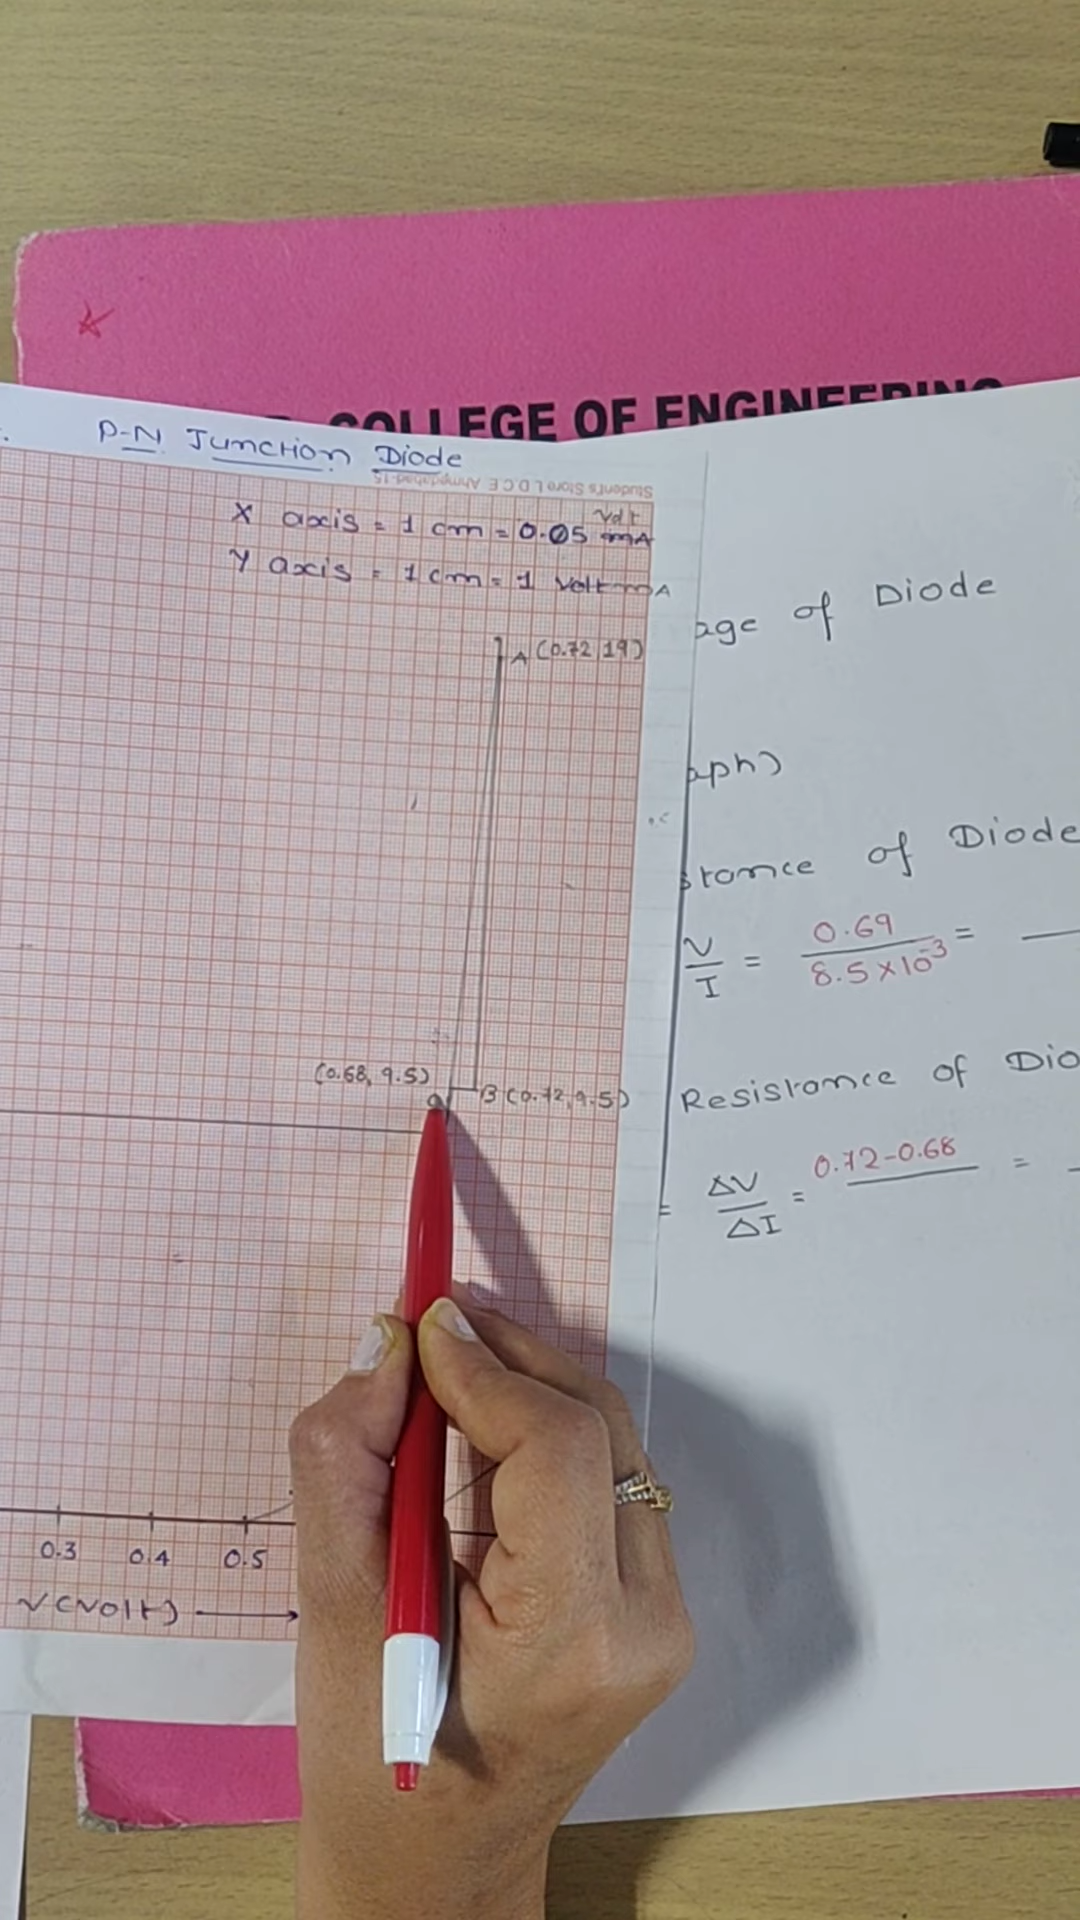 COLLEGE OF ENGINEERING
P-N Junction Diode
Students Store L.D.C.E Ahmedabad-15
Volt
X axis = 1 cm = 0.05 mA
Y axis = 1 cm = 1 Volt mA
A (0.72, 19)
(0.68, 9.5)
B (0.72, 9.5)
0.3 0.4 0.5
V (Volt)
age of Diode
aph)
stance of Diode
V/I = 0.69/8.5×10⁻³ =
Resistance of Dio
= ΔV/ΔI = 0.72-0.68 =